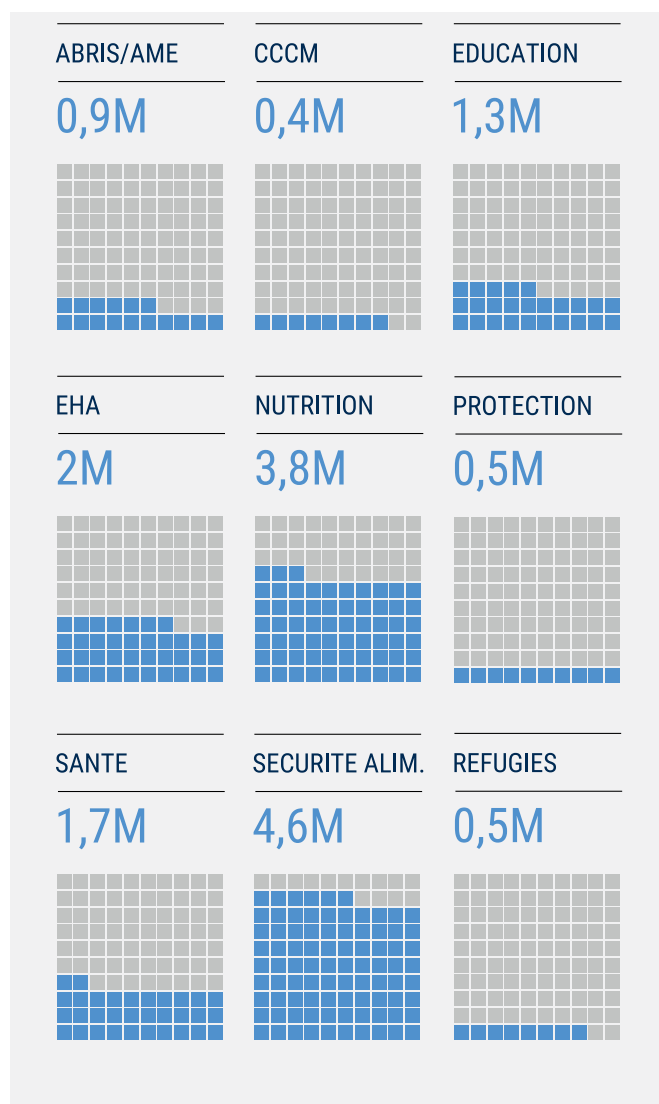 ABRIS/AME
CCCM
EDUCATION
0,9M
0,4M
1,3M
EHA
NUTRITION
PROTECTION
2M
3,8M
0,5M
SANTE
SECURITE ALIM.
REFUGIES
1,7M
4,6M
0,5M